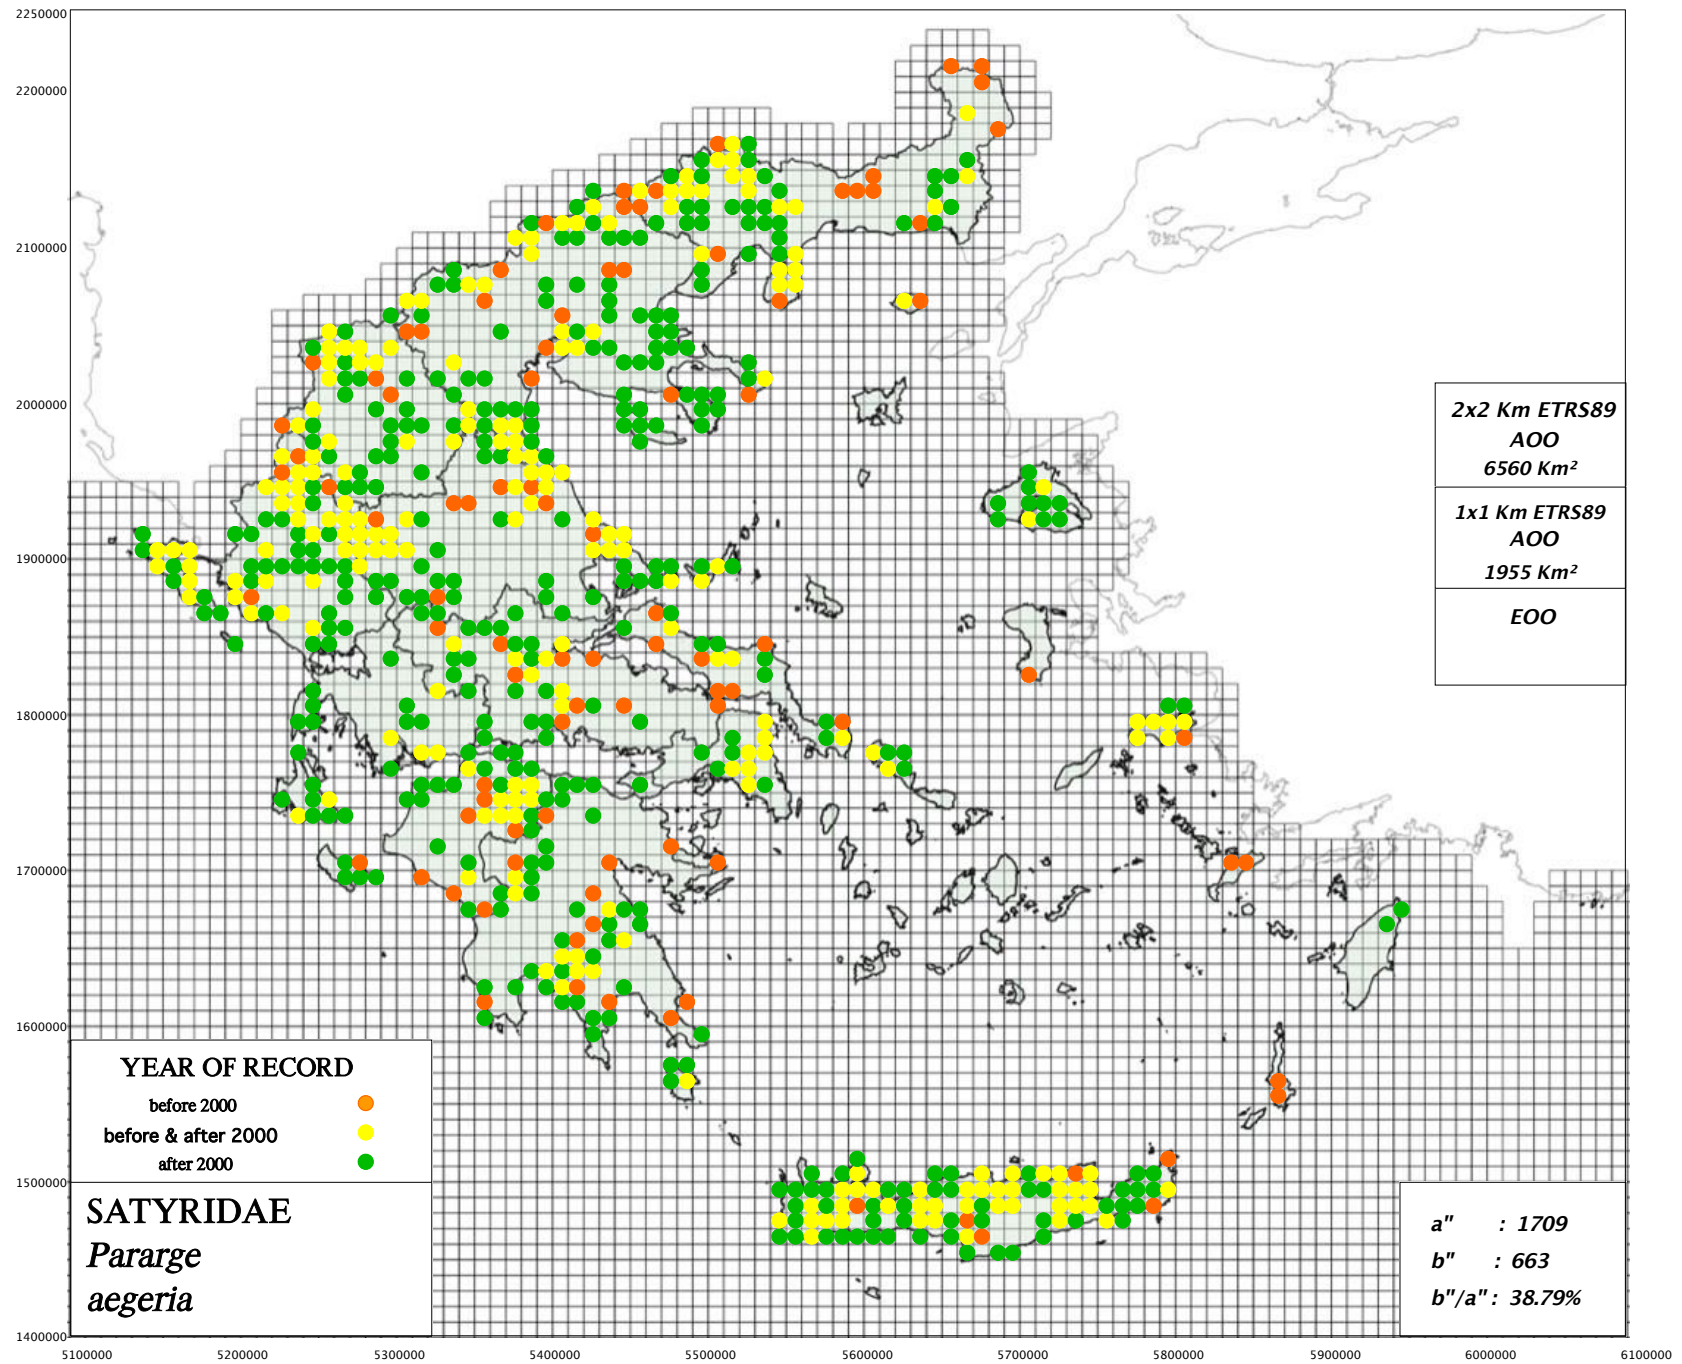 2250000
2200000
2100000
2000000
1900000
1800000
1700000
1600000
1500000
1400000
5100000
5200000
5300000
5400000
5500000
5600000
5700000
5800000
5900000
6000000
6100000
2x2 Km ETRS89
AOO
6560 Km²
1x1 Km ETRS89
AOO
1955 Km²
EOO
YEAR OF RECORD
before 2000
before & after 2000
after 2000
SATYRIDAE
Pararge
aegeria
a" : 1709
b" : 663
b"/a" : 38.79%